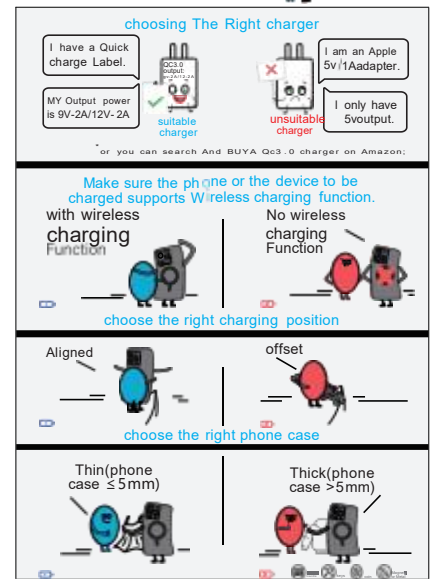 choosing The Right charger
I have a Quick
charge Label.
MY Output power
is 9V-2A/12V-2A
QC3.0
output:
suitable
charger
I am an Apple
5v/1Aadapter.
I only have
5voutput.
unsuitable
charger
or you can search And BUYA Qc3.0 charger on Amazon;
Make sure the phone or the device to be
charged supports Wireless charging function.
with wireless
charging
Function
No wireless
charging
Function
choose the right charging position
Aligned
offset
choose the right phone case
Thin(phone
case ≤5mm)
Thick(phone
case >5mm)